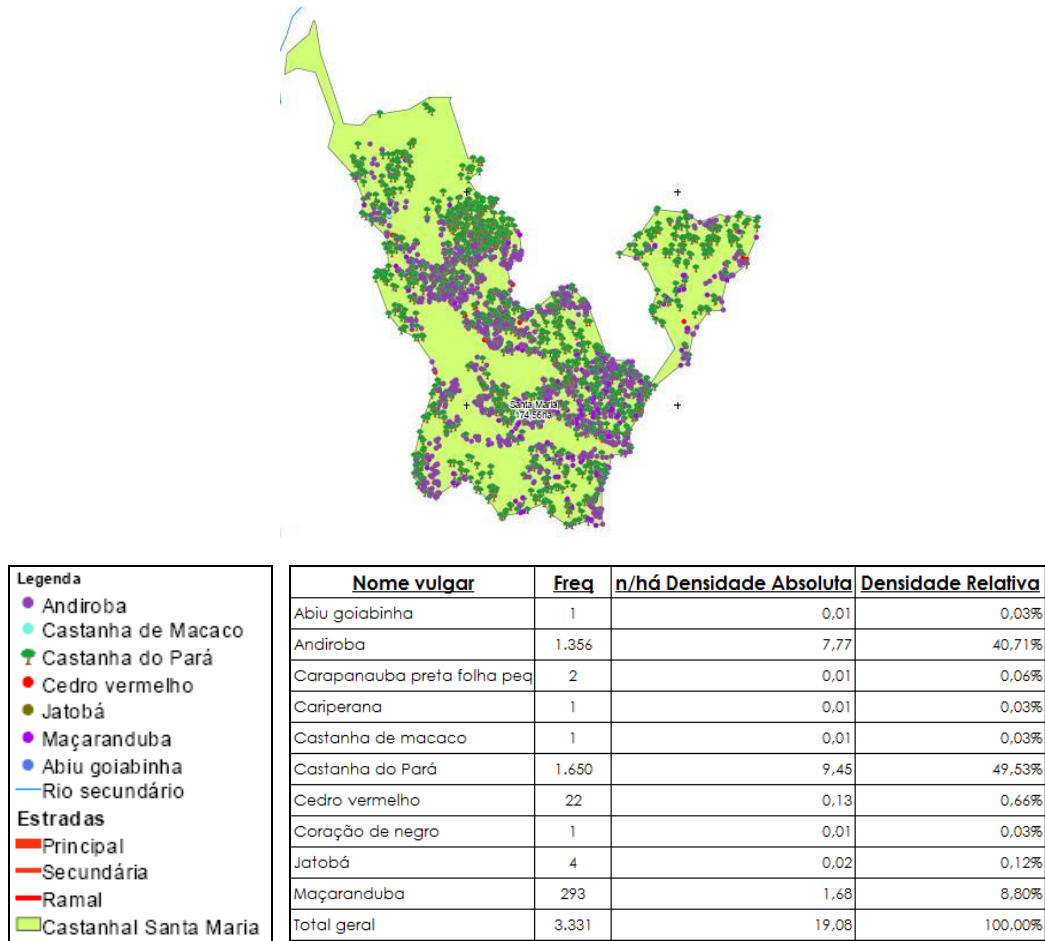 Santa Maria
174,56ha
Legenda
Andiroba
Castanha de Macaco
Castanha do Pará
Cedro vermelho
Jatobá
Maçaranduba
Abiu goiabinha
Rio secundário
Estradas
Principal
Secundária
Ramal
Castanhal Santa Maria
Nome vulgar Freq n/há Densidade Absoluta Densidade Relativa
Abiu goiabinha 1 0,01 0,03%
Andiroba 1.356 7,77 40,71%
Carapanauba preta folha peq 2 0,01 0,06%
Cariperana 1 0,01 0,03%
Castanha de macaco 1 0,01 0,03%
Castanha do Pará 1.650 9,45 49,53%
Cedro vermelho 22 0,13 0,66%
Coração de negro 1 0,01 0,03%
Jatobá 4 0,02 0,12%
Maçaranduba 293 1,68 8,80%
Total geral 3.331 19,08 100,00%